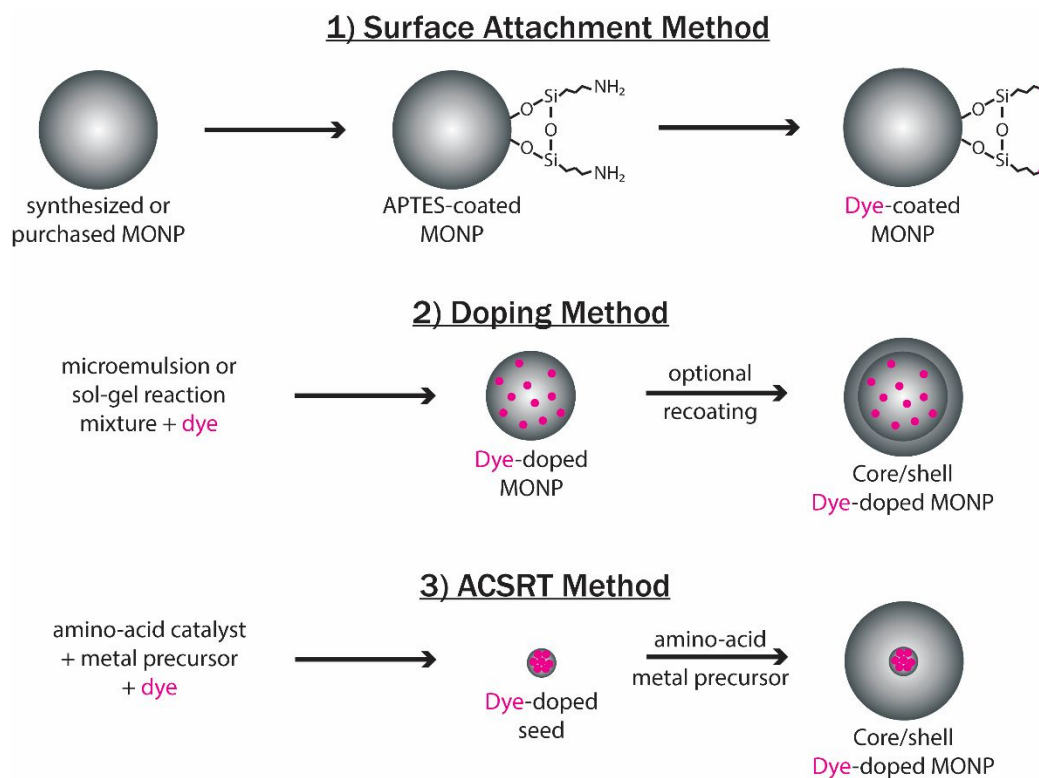 1) Surface Attachment Method
Si
NH₂
O
O
O
Si
NH₂
Si
O
O
O
Si
synthesized or
purchased MONP
APTES-coated
MONP
Dye-coated
MONP
2) Doping Method
microemulsion or
sol-gel reaction
mixture + dye
optional
recoating
Dye-doped
MONP
Core/shell
Dye-doped MONP
3) ACSRT Method
amino-acid catalyst
+ metal precursor
+ dye
amino-acid
metal precursor
Dye-doped
seed
Core/shell
Dye-doped MONP